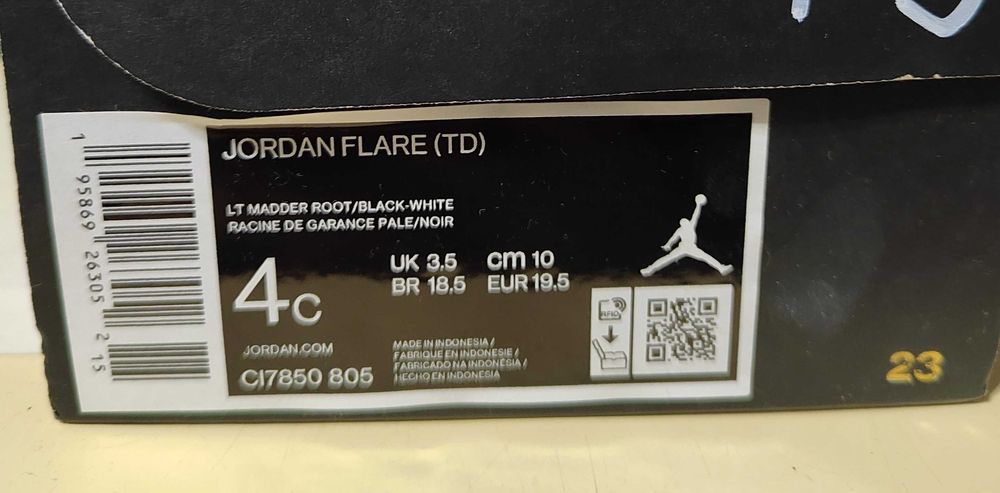 1 95869 26305 2 15
JORDAN FLARE (TD)
LT MADDER ROOT/BLACK-WHITE
RACINE DE GARANCE PALE/NOIR
4C
UK 3.5 cm 10
BR 18.5 EUR 19.5
JORDAN.COM
CI7850 805
MADE IN INDONESIA /
FABRIQUE EN INDONESIE /
FABRICADO NA INDONÉSIA /
HECHO EN INDONESIA
RFID
23